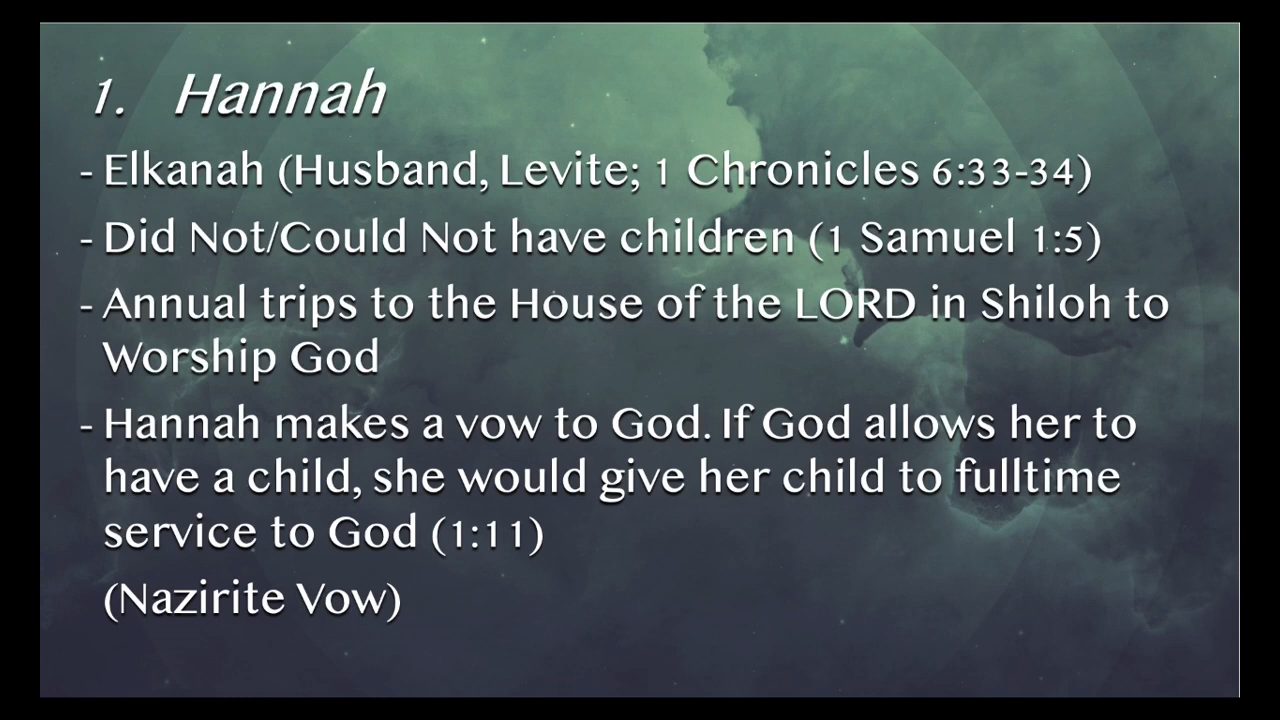 1. Hannah
- Elkanah (Husband, Levite; 1 Chronicles 6:33-34)
- Did Not/Could Not have children (1 Samuel 1:5)
- Annual trips to the House of the LORD in Shiloh to
Worship God
- Hannah makes a vow to God. If God allows her to
have a child, she would give her child to fulltime
service to God (1:11)
(Nazirite Vow)